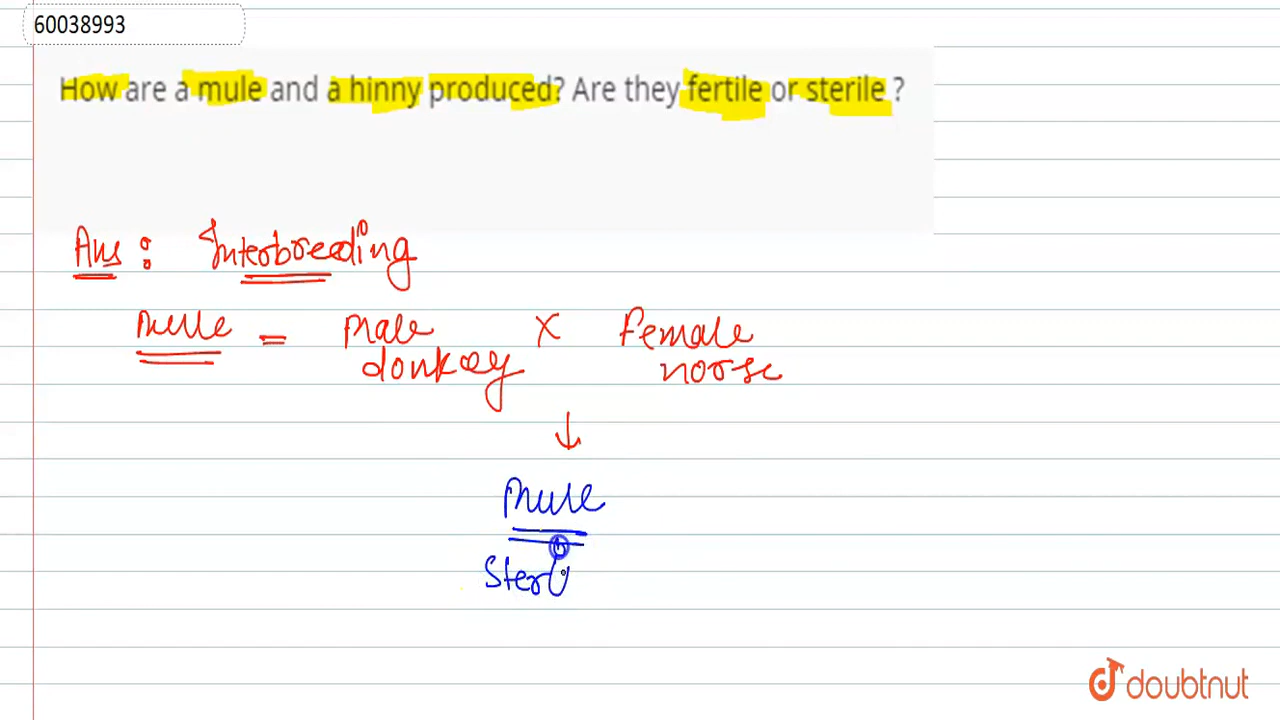 60038993
How are a mule and a hinny produced? Are they fertile or sterile ?
Ans : Interbreeding
Mule = Male donkey X Female horse
↓
Mule
Steri
doubtnut